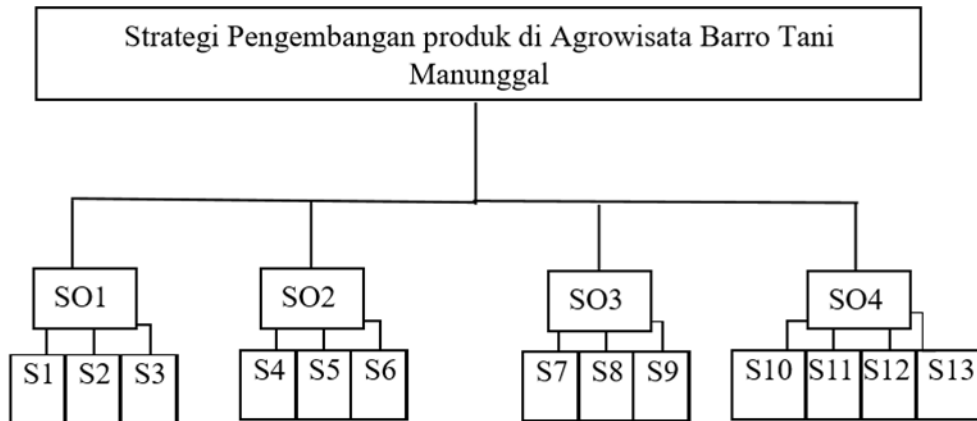 Strategi Pengembangan produk di Agrowisata Barro Tani
Manunggal
SO1 SO2 SO3 SO4
S1 S2 S3 S4 S5 S6 S7 S8 S9 S10 S11 S12 S13